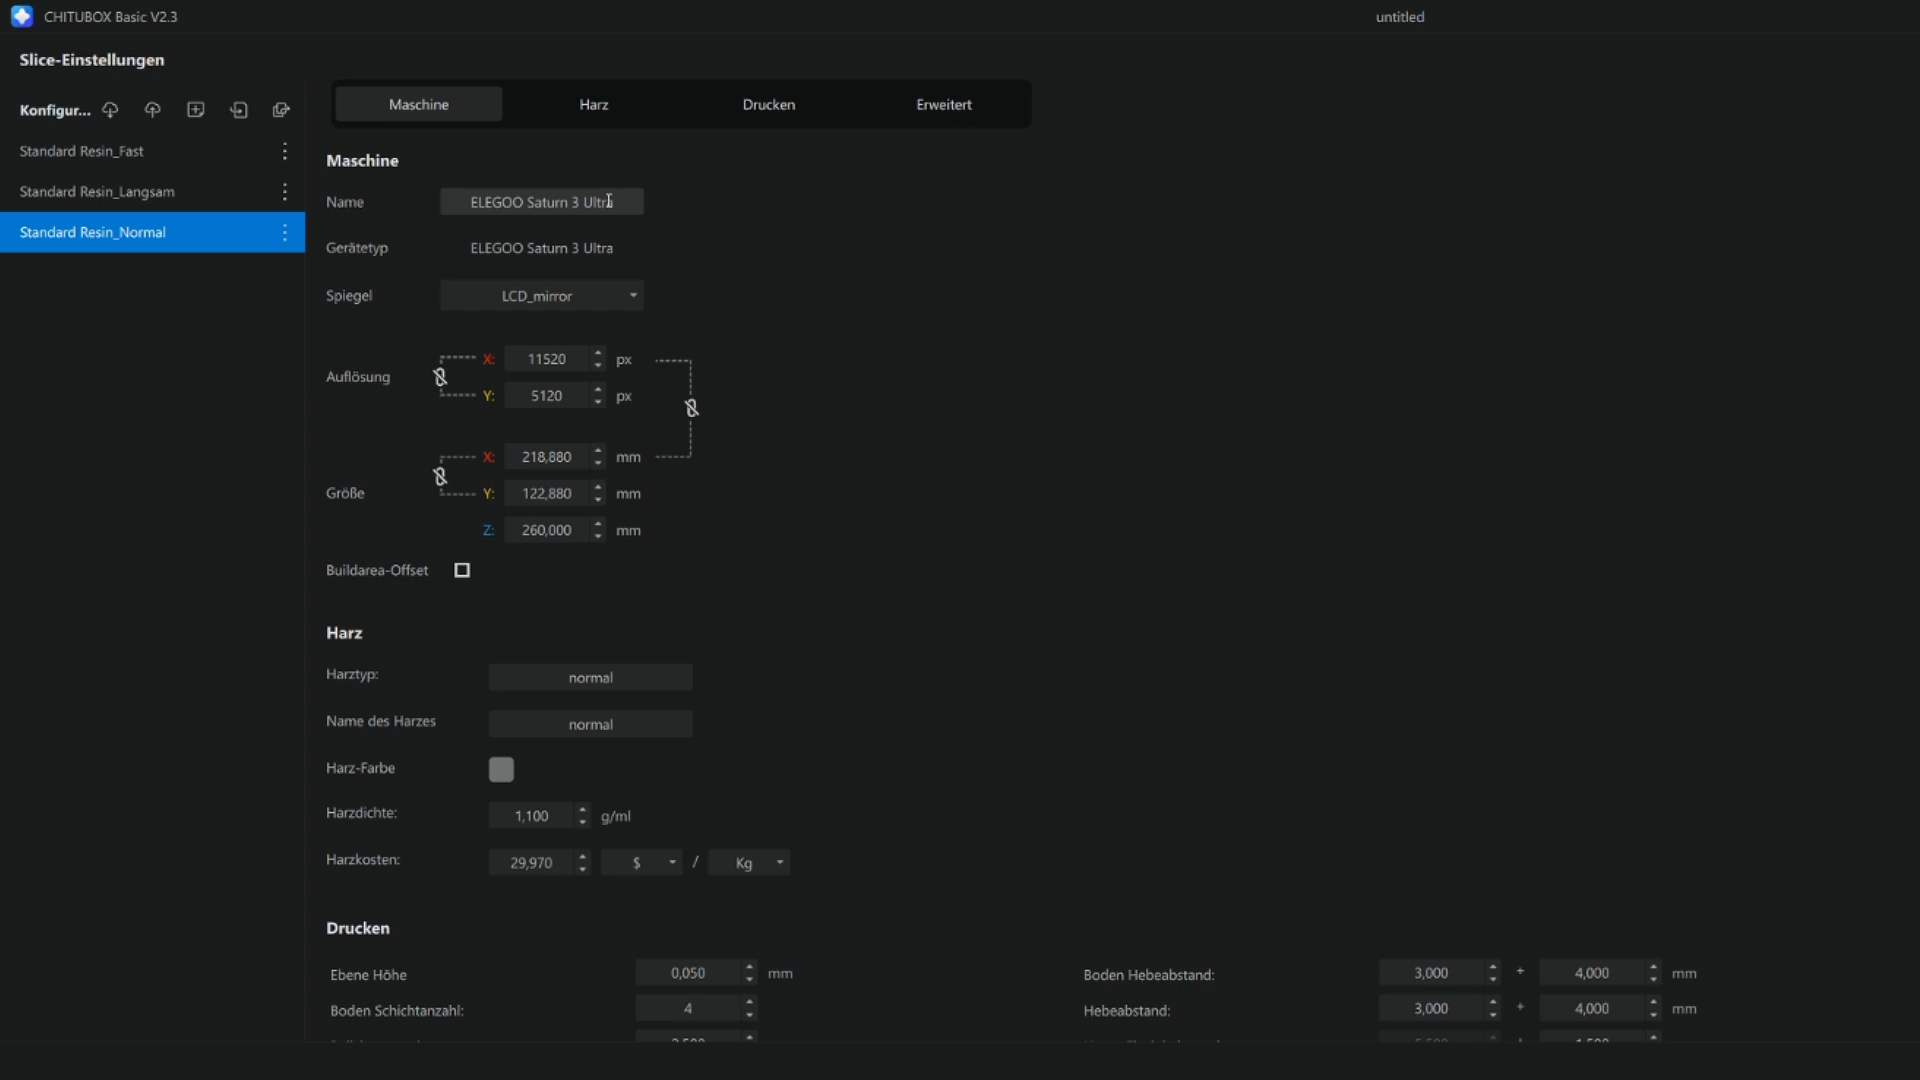 CHITUBOX Basic V2.3
untitled
Slice-Einstellungen
Konfigur...
Standard Resin_Fast
Standard Resin_Langsam
Standard Resin_Normal
Maschine Harz Drucken Erweitert
Maschine
Name ELEGOO Saturn 3 Ultra
Gerätetyp ELEGOO Saturn 3 Ultra
Spiegel LCD_mirror
Auflösung
X: 11520 px
Y: 5120 px
Größe
X: 218,880 mm
Y: 122,880 mm
Z: 260,000 mm
Buildarea-Offset
Harz
Harztyp: normal
Name des Harzes normal
Harz-Farbe
Harzdichte: 1,100 g/ml
Harzkosten: 29,970 $ / Kg
Drucken
Ebene Höhe 0,050 mm Boden Hebeabstand: 3,000 + 4,000 mm
Boden Schichtanzahl: 4 Hebeabstand: 3,000 + 4,000 mm